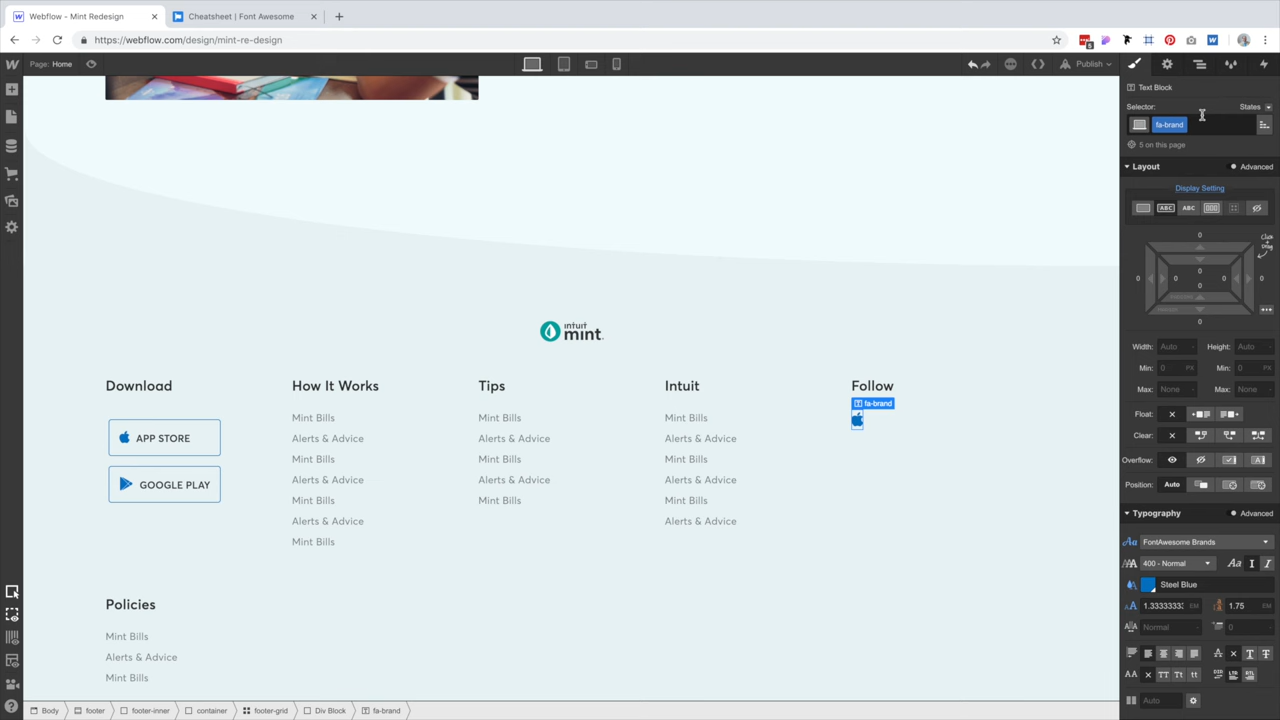 Webflow - Mint Redesign
Cheatsheet | Font Awesome
https://webflow.com/design/mint-re-design
5
Page: Home
Publish
Text Block
Selector:
States
fa-brand
5 on this page
Layout
Advanced
Display Setting
ABC
ABC
0
0
0
0
0
0
0
0
Width: Auto - Height: Auto -
Min: 0 PX Min: 0 PX
Max: None - Max: None -
Float:
Clear:
Overflow:
Position: Auto
Typography
Advanced
FontAwesome Brands
400 - Normal
Steel Blue
1.3333333: EM
1.75
Normal
0
Auto
intuit
mint.
Download
APP STORE
GOOGLE PLAY
How It Works
Mint Bills
Alerts & Advice
Mint Bills
Alerts & Advice
Mint Bills
Alerts & Advice
Mint Bills
Tips
Mint Bills
Alerts & Advice
Mint Bills
Alerts & Advice
Mint Bills
Intuit
Mint Bills
Alerts & Advice
Mint Bills
Alerts & Advice
Mint Bills
Alerts & Advice
Follow
fa-brand
Policies
Mint Bills
Alerts & Advice
Mint Bills
Body
footer
footer-inner
container
footer-grid
Div Block
fa-brand